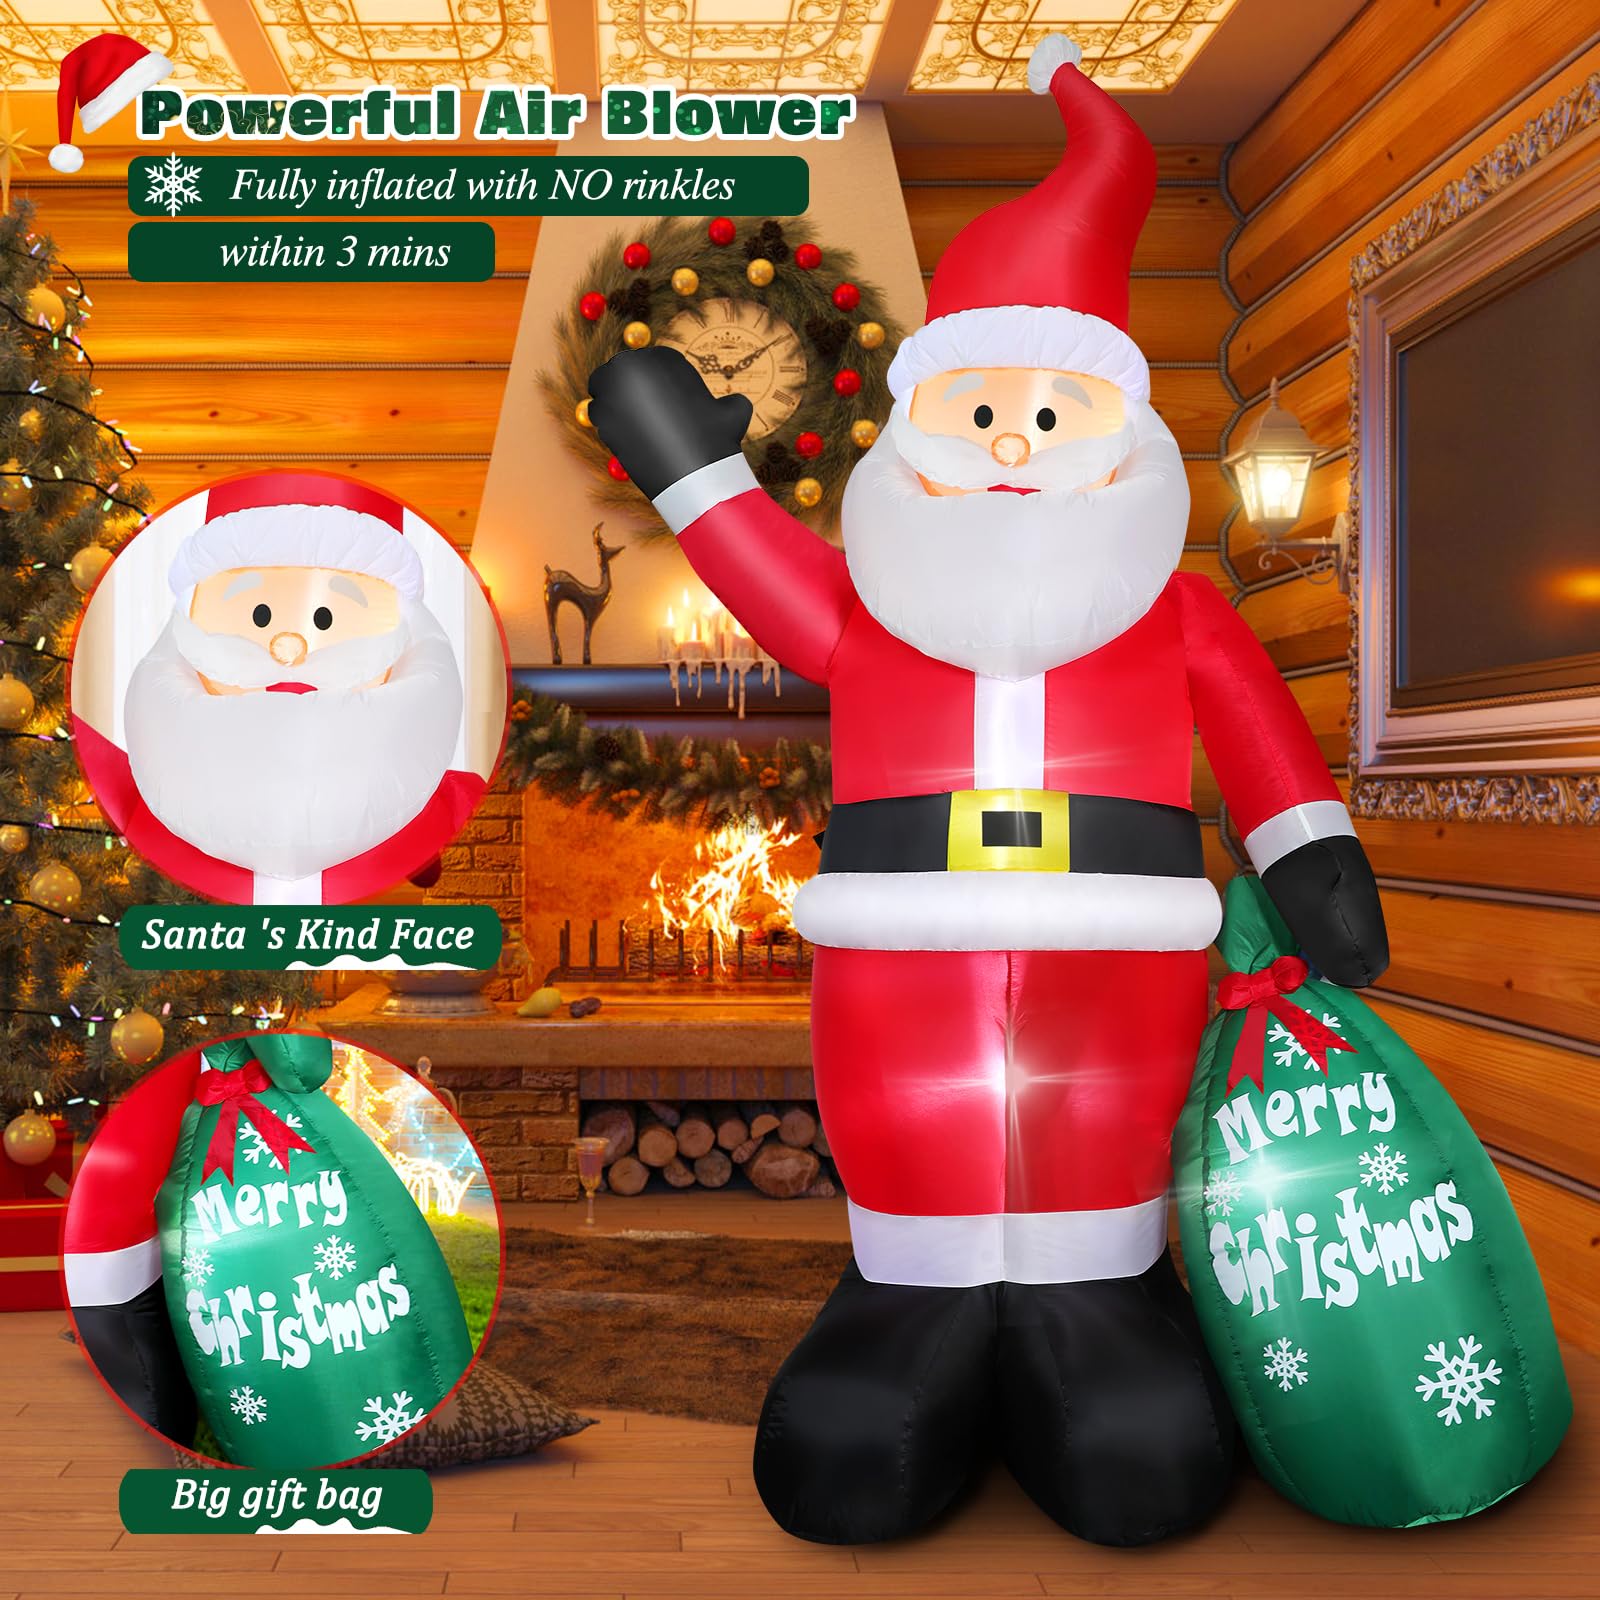 Powerful Air Blower
Fully inflated with NO rinkles
within 3 mins
Santa 's Kind Face
Merry
Christmas
Big gift bag
Merry
Christmas